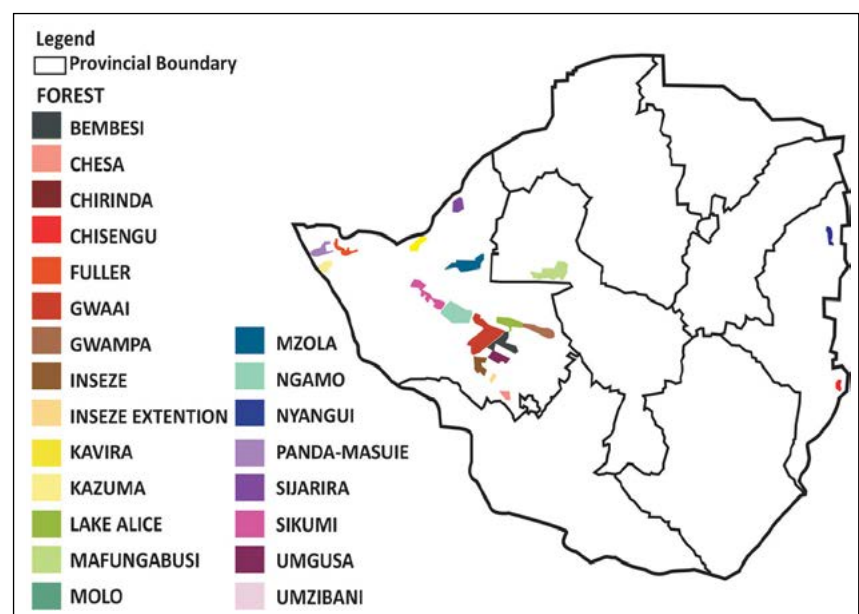 Legend
Provincial Boundary
FOREST
BEMBESI
CHESA
CHIRINDA
CHISENGU
FULLER
GWAAI
GWAMPA
INSEZE
INSEZE EXTENTION
KAVIRA
KAZUMA
LAKE ALICE
MAFUNGABUSI
MOLO
MZOLA
NGAMO
NYANGUI
PANDA-MASUIE
SIJARIRA
SIKUMI
UMGUSA
UMZIBANI